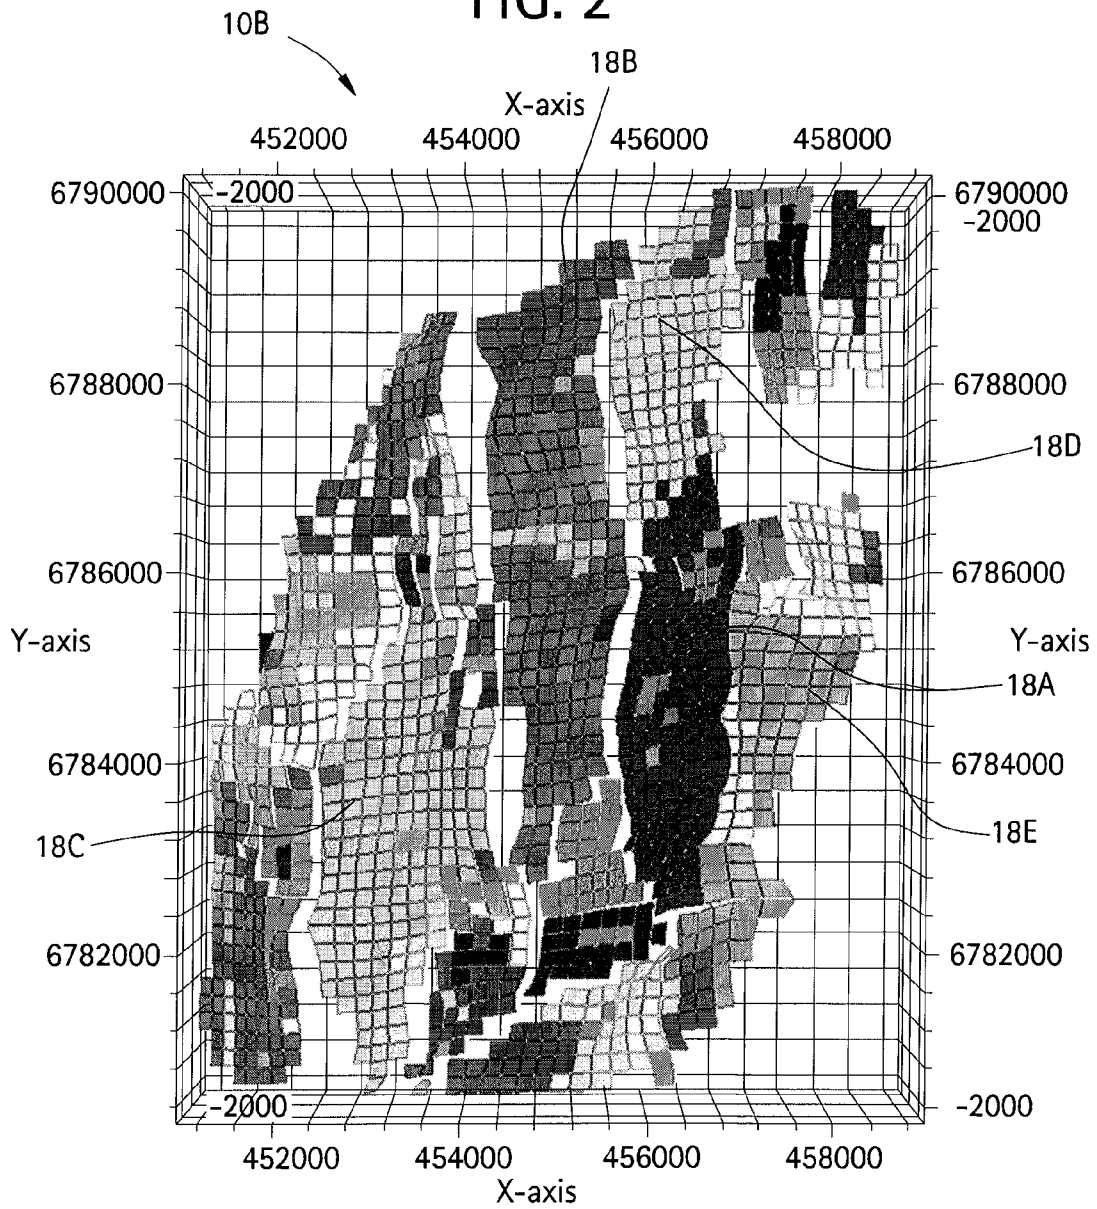 FIG. 2
10B
18B
X-axis
452000 454000 456000 458000
6790000 -2000 6790000
-2000
6788000 6788000
18D
6786000 6786000
Y-axis Y-axis
18A
6784000 6784000
18C 18E
6782000 6782000
-2000 -2000
452000 454000 456000 458000
X-axis